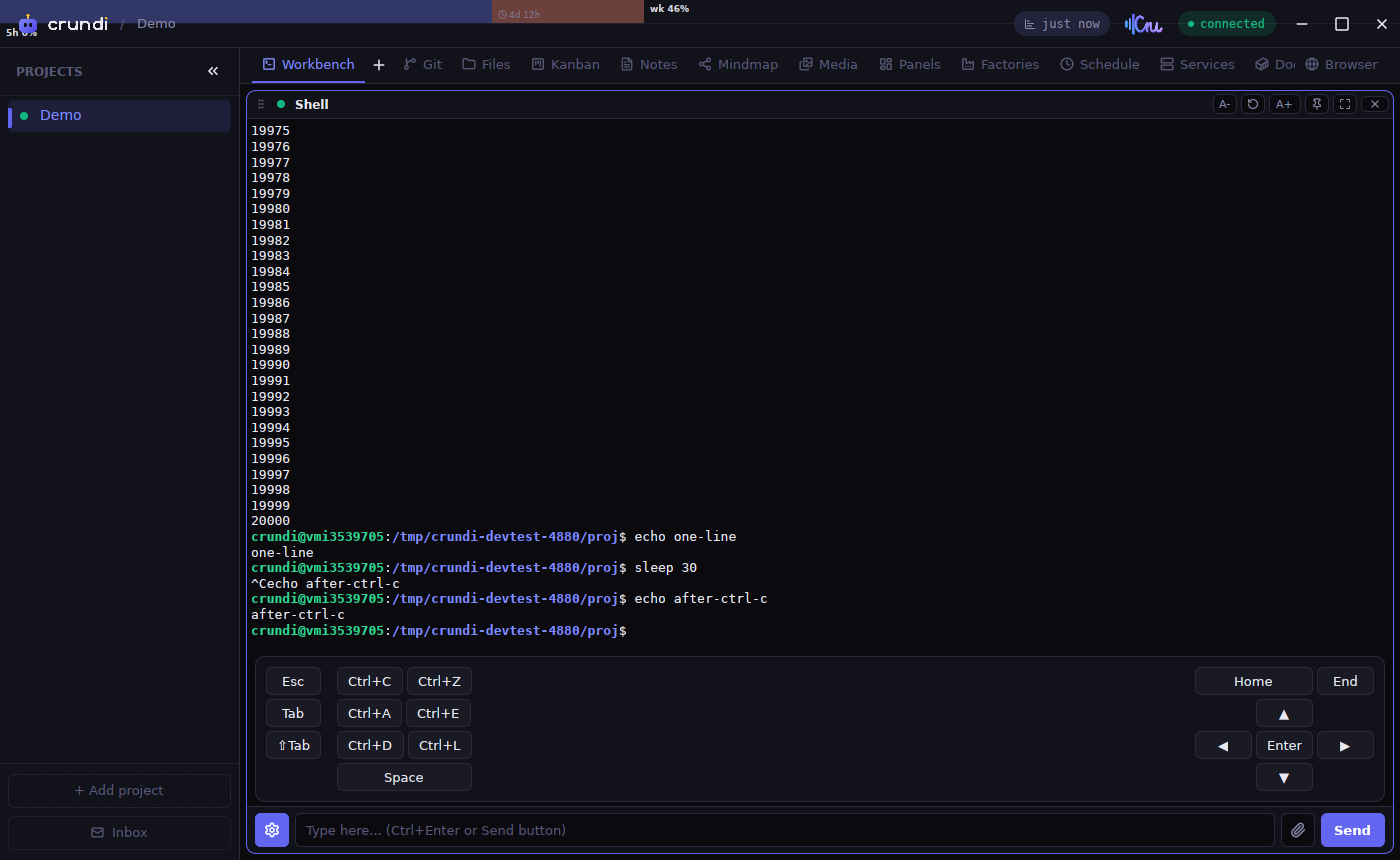 4d 12h
wk 46%
crundi / Demo
just now
Cru
connected
PROJECTS
Workbench
Git
Files
Kanban
Notes
Mindmap
Media
Panels
Factories
Schedule
Services
Browser
Demo
Shell
A-
A+
19975
19976
19977
19978
19979
19980
19981
19982
19983
19984
19985
19986
19987
19988
19989
19990
19991
19992
19993
19994
19995
19996
19997
19998
19999
20000
crundi@vmi3539705:/tmp/crundi-devtest-4880/proj$ echo one-line
one-line
crundi@vmi3539705:/tmp/crundi-devtest-4880/proj$ sleep 30
^Cecho after-ctrl-c
crundi@vmi3539705:/tmp/crundi-devtest-4880/proj$ echo after-ctrl-c
after-ctrl-c
crundi@vmi3539705:/tmp/crundi-devtest-4880/proj$
Esc Ctrl+C Ctrl+Z Home End
Tab Ctrl+A Ctrl+E ▲
⇧Tab Ctrl+D Ctrl+L ◀ Enter ▶
Space ▼
+ Add project
Inbox
Type here... (Ctrl+Enter or Send button)
Send